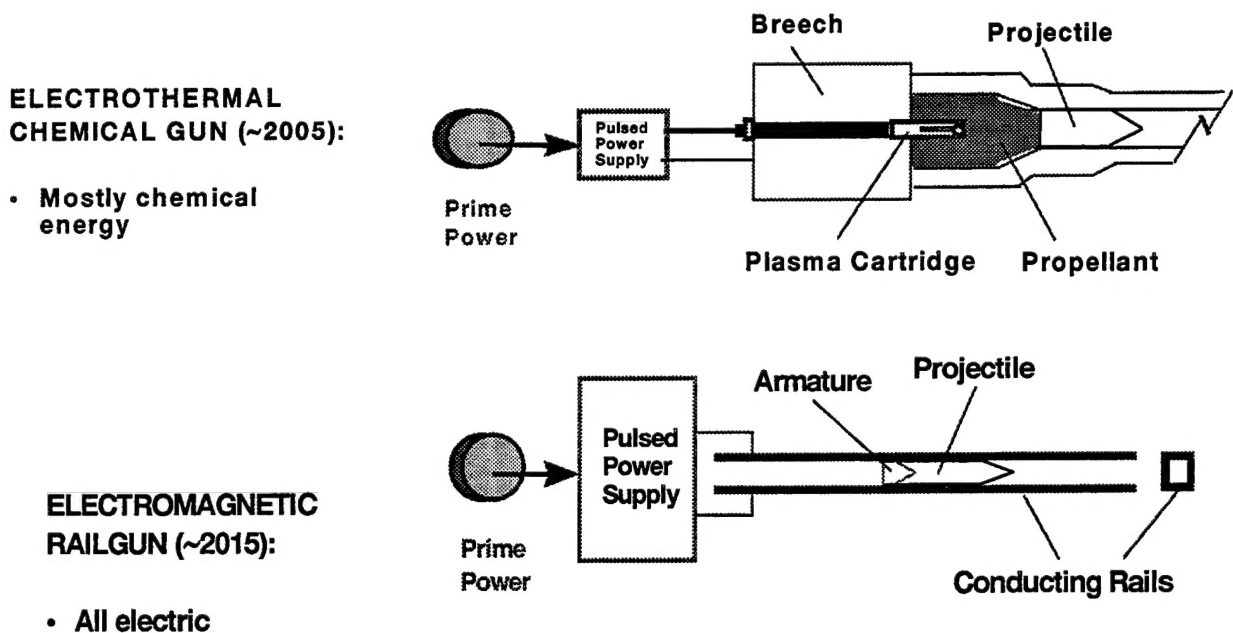 ELECTROTHERMAL
CHEMICAL GUN (~2005):
• Mostly chemical
energy
Prime
Power
Pulsed
Power
Supply
Breech
Projectile
Plasma Cartridge
Propellant
ELECTROMAGNETIC
RAILGUN (~2015):
• All electric
Prime
Power
Pulsed
Power
Supply
Armature
Projectile
Conducting Rails